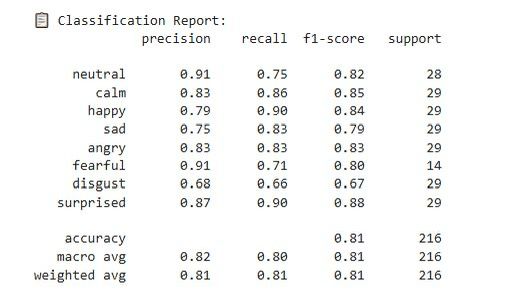 📋 Classification Report:
precision recall f1-score support
neutral 0.91 0.75 0.82 28
calm 0.83 0.86 0.85 29
happy 0.79 0.90 0.84 29
sad 0.75 0.83 0.79 29
angry 0.83 0.83 0.83 29
fearful 0.91 0.71 0.80 14
disgust 0.68 0.66 0.67 29
surprised 0.87 0.90 0.88 29
accuracy 0.81 216
macro avg 0.82 0.80 0.81 216
weighted avg 0.81 0.81 0.81 216